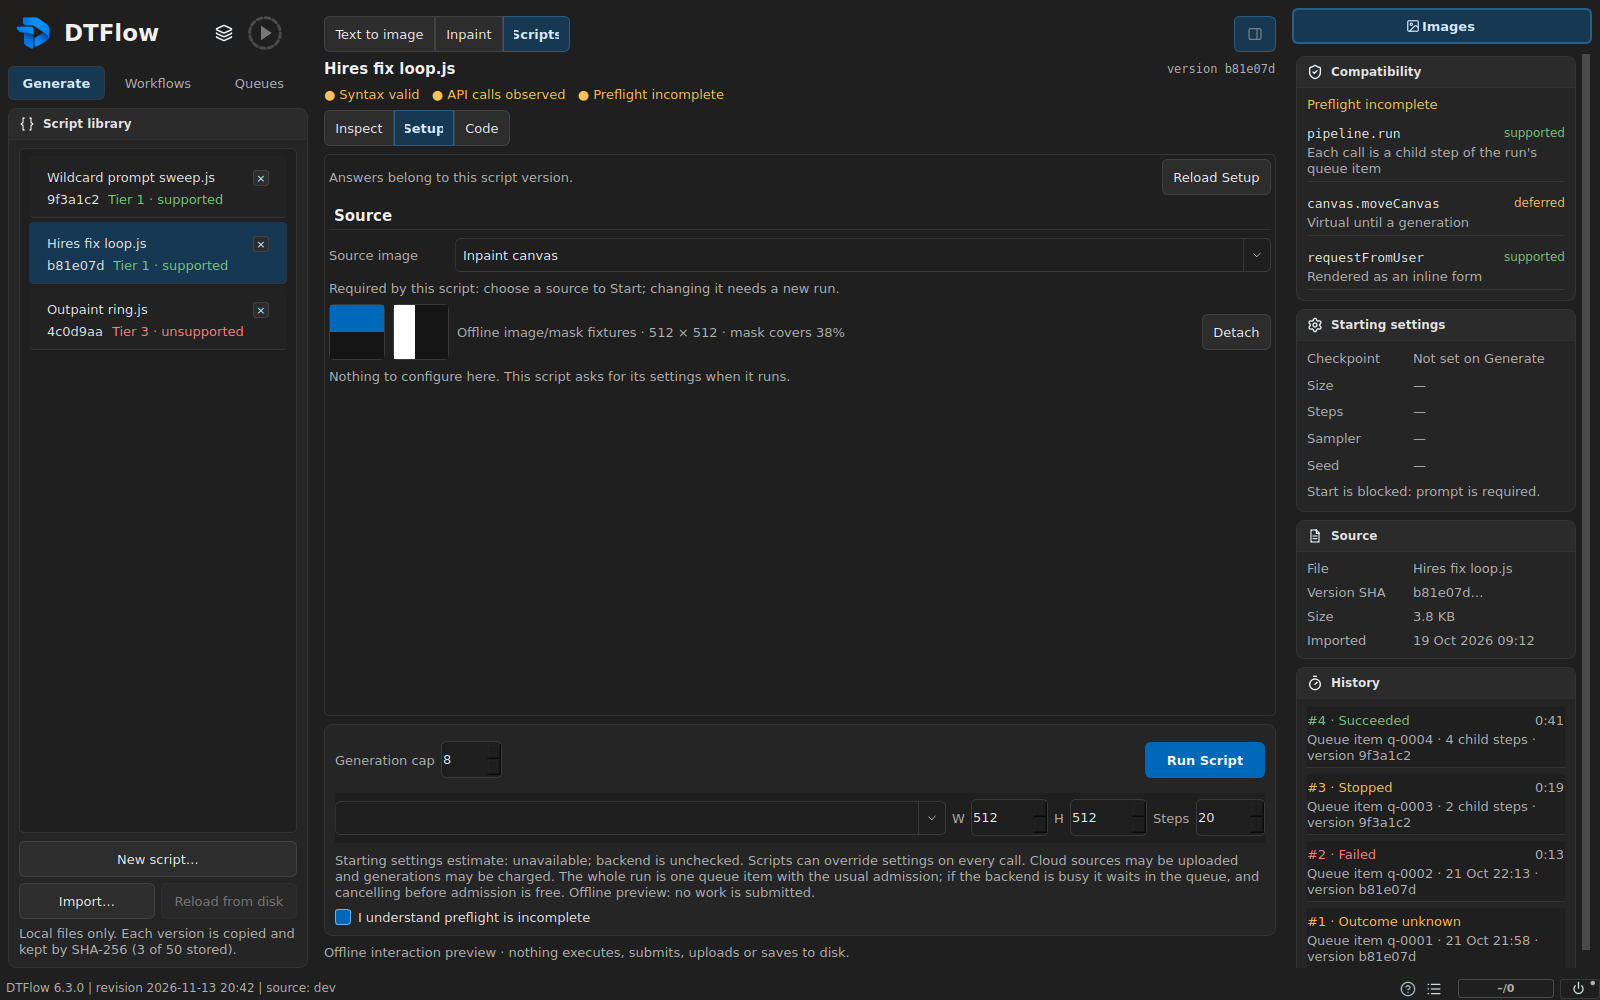 DTFlow
Generate
Workflows
Queues
Script library
Wildcard prompt sweep.js
9f3a1c2 Tier 1 · supported
Hires fix loop.js
b81e07d Tier 1 · supported
Outpaint ring.js
4c0d9aa Tier 3 · unsupported
New script...
Import...
Reload from disk
Local files only. Each version is copied and
kept by SHA-256 (3 of 50 stored).
Text to image
Inpaint
Scripts
Hires fix loop.js
version b81e07d
● Syntax valid ● API calls observed ● Preflight incomplete
Inspect
Setup
Code
Answers belong to this script version.
Reload Setup
Source
Source image
Inpaint canvas
Required by this script: choose a source to Start; changing it needs a new run.
Offline image/mask fixtures · 512 × 512 · mask covers 38%
Detach
Nothing to configure here. This script asks for its settings when it runs.
Generation cap 8
Run Script
W 512 H 512 Steps 20
Starting settings estimate: unavailable; backend is unchecked. Scripts can override settings on every call. Cloud sources may be uploaded
and generations may be charged. The whole run is one queue item with the usual admission; if the backend is busy it waits in the queue, and
cancelling before admission is free. Offline preview: no work is submitted.
I understand preflight is incomplete
Offline interaction preview · nothing executes, submits, uploads or saves to disk.
Images
Compatibility
Preflight incomplete
pipeline.run supported
Each call is a child step of the run's
queue item
canvas.moveCanvas deferred
Virtual until a generation
requestFromUser supported
Rendered as an inline form
Starting settings
Checkpoint Not set on Generate
Size —
Steps —
Sampler —
Seed —
Start is blocked: prompt is required.
Source
File Hires fix loop.js
Version SHA b81e07d...
Size 3.8 KB
Imported 19 Oct 2026 09:12
History
#4 · Succeeded 0:41
Queue item q-0004 · 4 child steps ·
version 9f3a1c2
#3 · Stopped 0:19
Queue item q-0003 · 2 child steps ·
version 9f3a1c2
#2 · Failed 0:13
Queue item q-0002 · 21 Oct 22:13 ·
version b81e07d
#1 · Outcome unknown
Queue item q-0001 · 21 Oct 21:58 ·
version b81e07d
DTFlow 6.3.0 | revision 2026-11-13 20:42 | source: dev
–/0